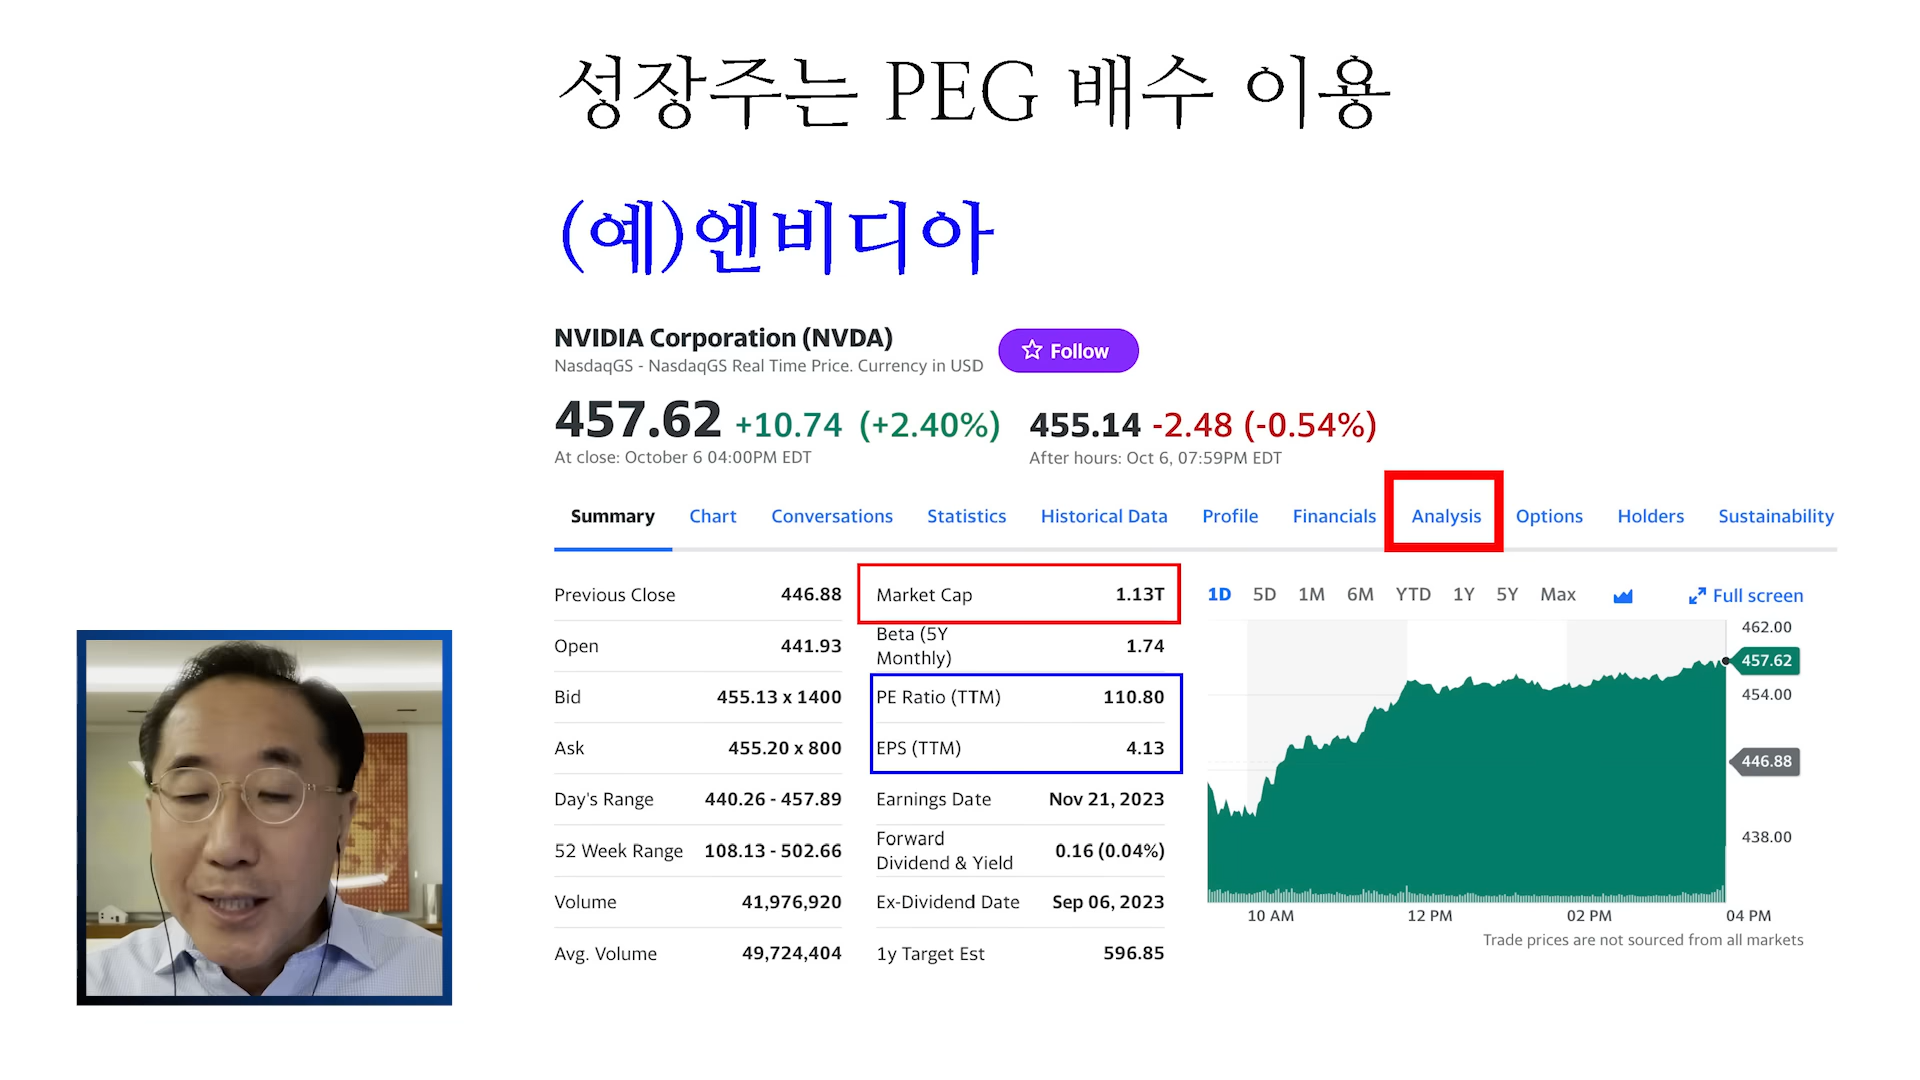 성장주는 PEG 배수 이용
(예)엔비디아
NVIDIA Corporation (NVDA)
Follow
NasdaqGS - NasdaqGS Real Time Price. Currency in USD
457.62 +10.74 (+2.40%) 455.14 -2.48 (-0.54%)
At close: October 6 04:00PM EDT After hours: Oct 6, 07:59PM EDT
Summary Chart Conversations Statistics Historical Data Profile Financials Analysis Options Holders Sustainability
Previous Close 446.88
Open 441.93
Bid 455.13 x 1400
Ask 455.20 x 800
Day's Range 440.26 - 457.89
52 Week Range 108.13 - 502.66
Volume 41,976,920
Avg. Volume 49,724,404
Market Cap 1.13T
Beta (5Y
Monthly) 1.74
PE Ratio (TTM) 110.80
EPS (TTM) 4.13
Earnings Date Nov 21, 2023
Forward
Dividend & Yield 0.16 (0.04%)
Ex-Dividend Date Sep 06, 2023
1y Target Est 596.85
1D 5D 1M 6M YTD 1Y 5Y Max Full screen
462.00
457.62
454.00
446.88
438.00
10 AM 12 PM 02 PM 04 PM
Trade prices are not sourced from all markets